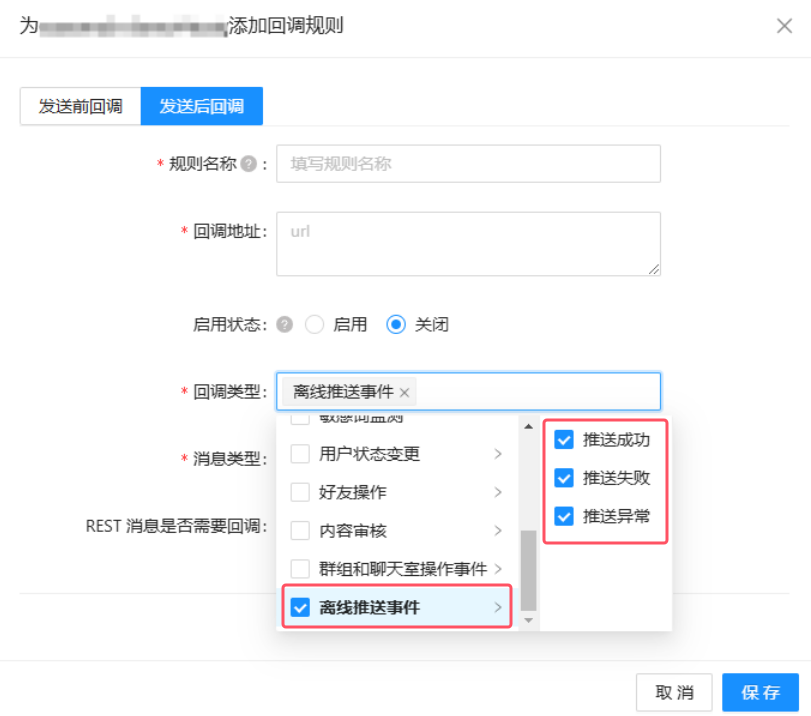 为 添加回调规则
发送前回调 发送后回调
* 规则名称 ? : 填写规则名称
* 回调地址: url
启用状态: ? 启用 关闭
* 回调类型: 离线推送事件 ×
敏感词监测
推送成功
用户状态变更
* 消息类型:
推送失败
好友操作
推送异常
REST 消息是否需要回调:
内容审核
群组和聊天室操作事件
离线推送事件
取 消 保 存